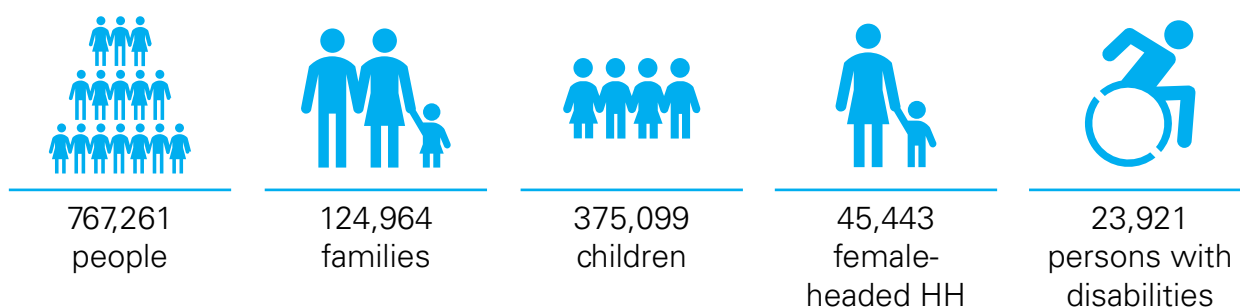 767,261
people
124,964
families
375,099
children
45,443
female-
headed HH
23,921
persons with
disabilities